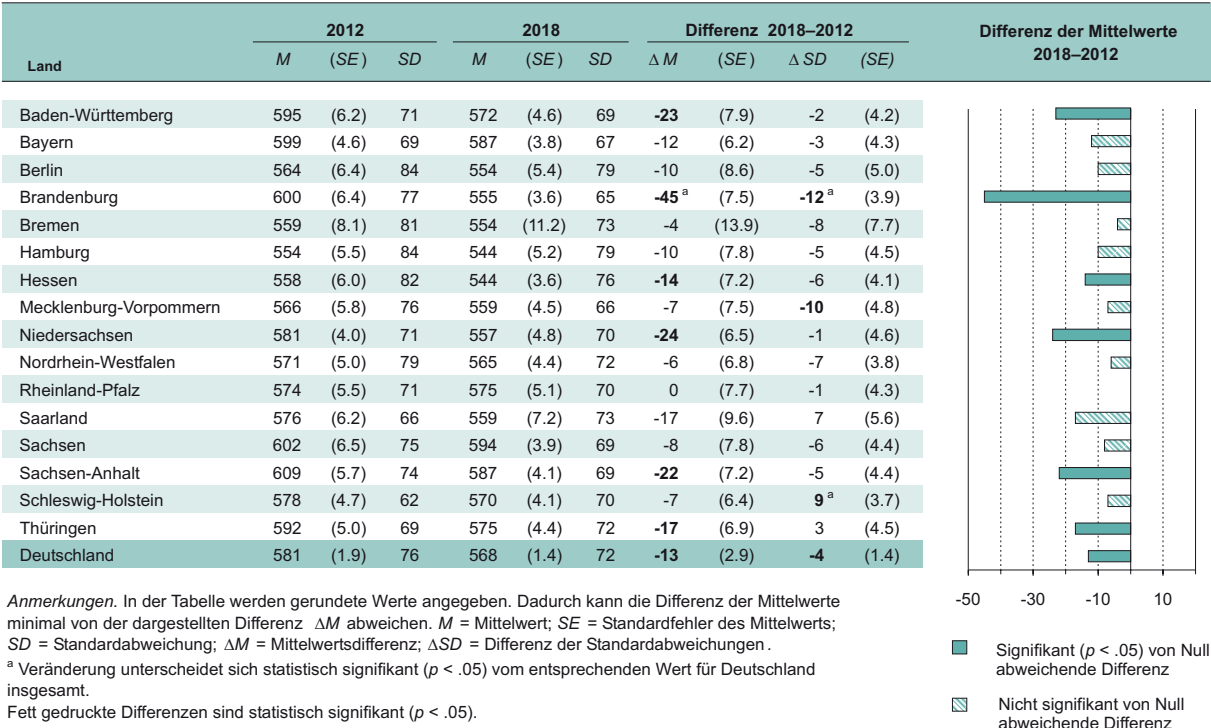 2012 2018 Differenz 2018–2012 Differenz der Mittelwerte
2018–2012
Land M (SE) SD M (SE) SD Δ M (SE) Δ SD (SE)
Baden-Württemberg 595 (6.2) 71 572 (4.6) 69 -23 (7.9) -2 (4.2)
Bayern 599 (4.6) 69 587 (3.8) 67 -12 (6.2) -3 (4.3)
Berlin 564 (6.4) 84 554 (5.4) 79 -10 (8.6) -5 (5.0)
Brandenburg 600 (6.4) 77 555 (3.6) 65 -45 a (7.5) -12 a (3.9)
Bremen 559 (8.1) 81 554 (11.2) 73 -4 (13.9) -8 (7.7)
Hamburg 554 (5.5) 84 544 (5.2) 79 -10 (7.8) -5 (4.5)
Hessen 558 (6.0) 82 544 (3.6) 76 -14 (7.2) -6 (4.1)
Mecklenburg-Vorpommern 566 (5.8) 76 559 (4.5) 66 -7 (7.5) -10 (4.8)
Niedersachsen 581 (4.0) 71 557 (4.8) 70 -24 (6.5) -1 (4.6)
Nordrhein-Westfalen 571 (5.0) 79 565 (4.4) 72 -6 (6.8) -7 (3.8)
Rheinland-Pfalz 574 (5.5) 71 575 (5.1) 70 0 (7.7) -1 (4.3)
Saarland 576 (6.2) 66 559 (7.2) 73 -17 (9.6) 7 (5.6)
Sachsen 602 (6.5) 75 594 (3.9) 69 -8 (7.8) -6 (4.4)
Sachsen-Anhalt 609 (5.7) 74 587 (4.1) 69 -22 (7.2) -5 (4.4)
Schleswig-Holstein 578 (4.7) 62 570 (4.1) 70 -7 (6.4) 9 a (3.7)
Thüringen 592 (5.0) 69 575 (4.4) 72 -17 (6.9) 3 (4.5)
Deutschland 581 (1.9) 76 568 (1.4) 72 -13 (2.9) -4 (1.4)
-50 -30 -10 10
Anmerkungen. In der Tabelle werden gerundete Werte angegeben. Dadurch kann die Differenz der Mittelwerte
minimal von der dargestellten Differenz ΔM abweichen. M = Mittelwert; SE = Standardfehler des Mittelwerts;
SD = Standardabweichung; ΔM = Mittelwertsdifferenz; ΔSD = Differenz der Standardabweichungen.
a Veränderung unterscheidet sich statistisch signifikant (p < .05) vom entsprechenden Wert für Deutschland
insgesamt.
Fett gedruckte Differenzen sind statistisch signifikant (p < .05).
Signifikant (p < .05) von Null
abweichende Differenz
Nicht signifikant von Null
abweichende Differenz